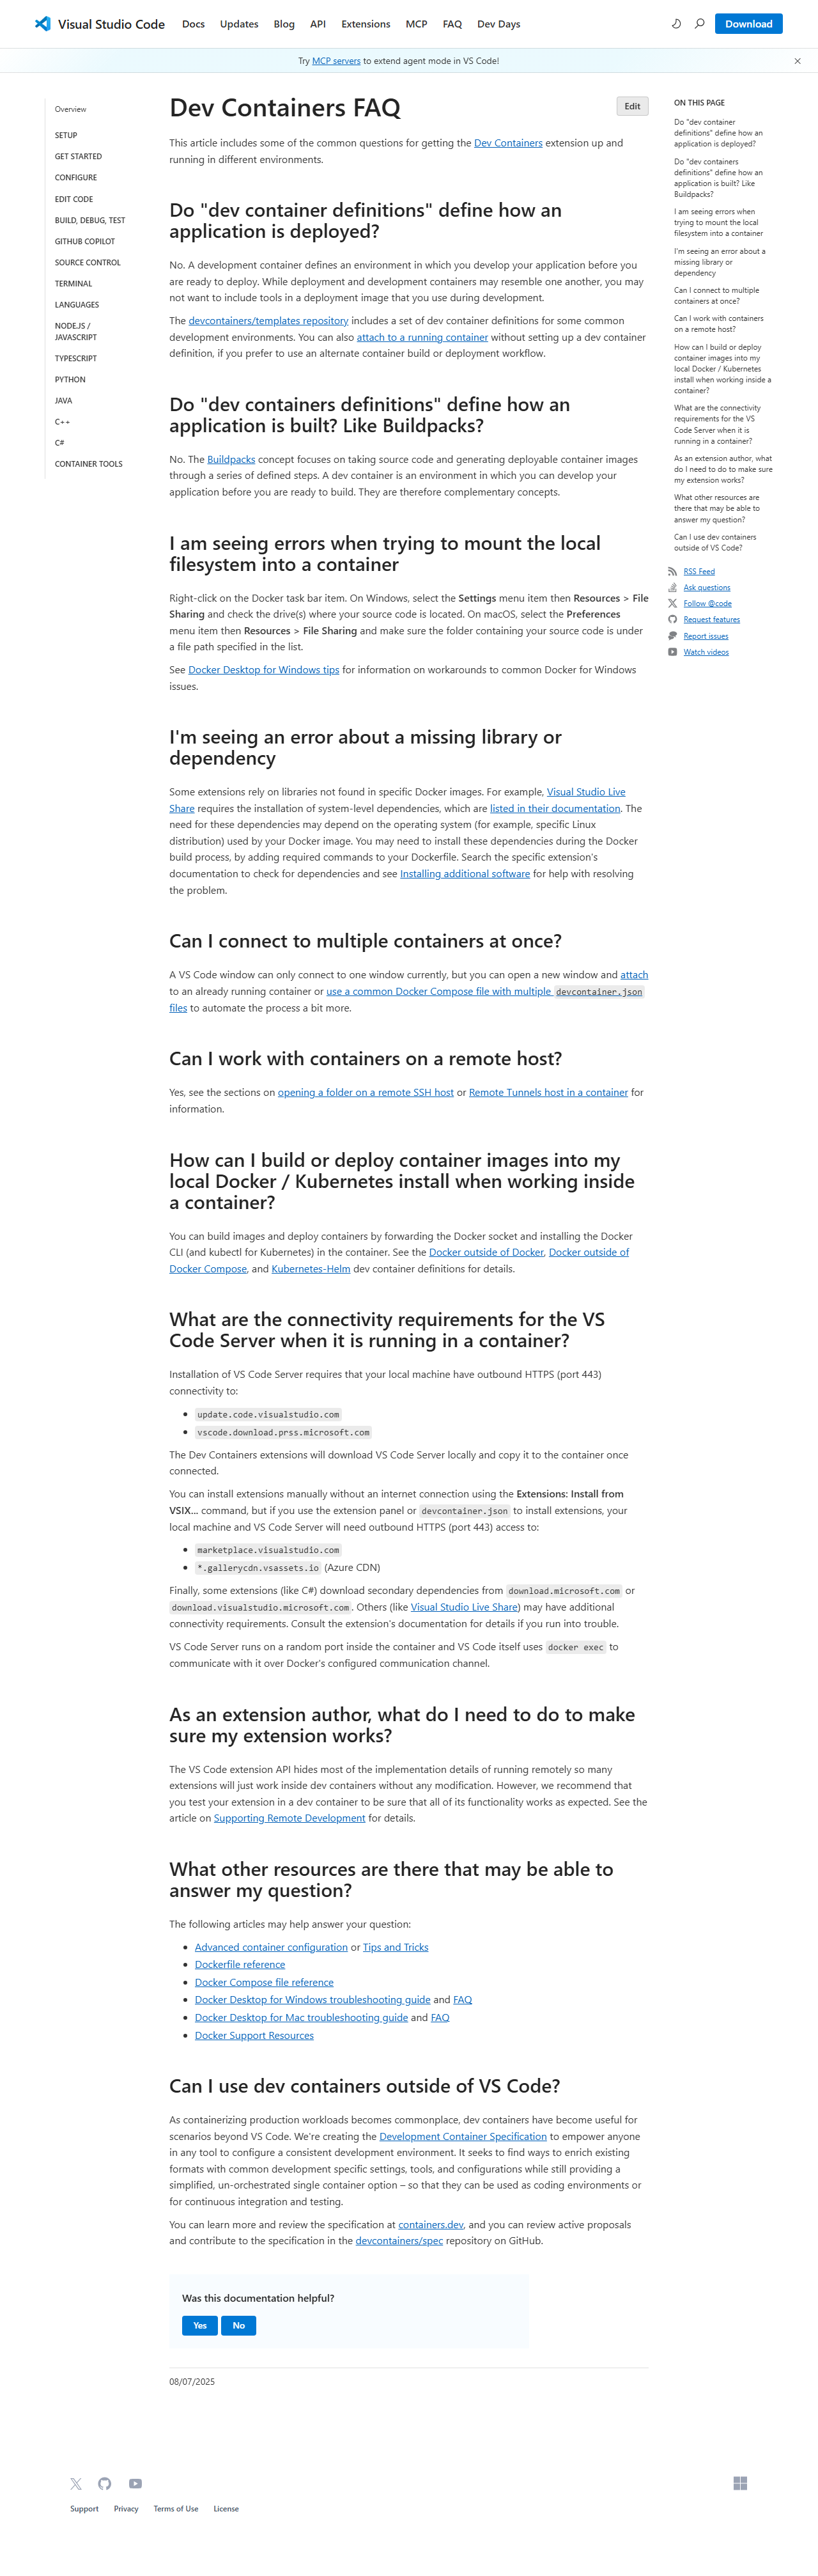 Visual Studio Code
Docs
Updates
Blog
API
Extensions
MCP
FAQ
Dev Days
Download
Try MCP servers to extend agent mode in VS Code!
Overview
SETUP
GET STARTED
CONFIGURE
EDIT CODE
BUILD, DEBUG, TEST
GITHUB COPILOT
SOURCE CONTROL
TERMINAL
LANGUAGES
NODE.JS /
JAVASCRIPT
TYPESCRIPT
PYTHON
JAVA
C++
C#
CONTAINER TOOLS
Dev Containers FAQ
Edit
This article includes some of the common questions for getting the Dev Containers extension up and
running in different environments.
Do "dev container definitions" define how an
application is deployed?
No. A development container defines an environment in which you develop your application before you
are ready to deploy. While deployment and development containers may resemble one another, you may
not want to include tools in a deployment image that you use during development.
The devcontainers/templates repository includes a set of dev container definitions for some common
development environments. You can also attach to a running container without setting up a dev container
definition, if you prefer to use an alternate container build or deployment workflow.
Do "dev containers definitions" define how an
application is built? Like Buildpacks?
No. The Buildpacks concept focuses on taking source code and generating deployable container images
through a series of defined steps. A dev container is an environment in which you can develop your
application before you are ready to build. They are therefore complementary concepts.
I am seeing errors when trying to mount the local
filesystem into a container
Right-click on the Docker task bar item. On Windows, select the Settings menu item then Resources > File
Sharing and check the drive(s) where your source code is located. On macOS, select the Preferences
menu item then Resources > File Sharing and make sure the folder containing your source code is under
a file path specified in the list.
See Docker Desktop for Windows tips for information on workarounds to common Docker for Windows
issues.
I'm seeing an error about a missing library or
dependency
Some extensions rely on libraries not found in specific Docker images. For example, Visual Studio Live
Share requires the installation of system-level dependencies, which are listed in their documentation. The
need for these dependencies may depend on the operating system (for example, specific Linux
distribution) used by your Docker image. You may need to install these dependencies during the Docker
build process, by adding required commands to your Dockerfile. Search the specific extension's
documentation to check for dependencies and see Installing additional software for help with resolving
the problem.
Can I connect to multiple containers at once?
A VS Code window can only connect to one window currently, but you can open a new window and attach
to an already running container or use a common Docker Compose file with multiple devcontainer.json
files to automate the process a bit more.
Can I work with containers on a remote host?
Yes, see the sections on opening a folder on a remote SSH host or Remote Tunnels host in a container for
information.
How can I build or deploy container images into my
local Docker / Kubernetes install when working inside
a container?
You can build images and deploy containers by forwarding the Docker socket and installing the Docker
CLI (and kubectl for Kubernetes) in the container. See the Docker outside of Docker, Docker outside of
Docker Compose, and Kubernetes-Helm dev container definitions for details.
What are the connectivity requirements for the VS
Code Server when it is running in a container?
Installation of VS Code Server requires that your local machine have outbound HTTPS (port 443)
connectivity to:
update.code.visualstudio.com
vscode.download.prss.microsoft.com
The Dev Containers extensions will download VS Code Server locally and copy it to the container once
connected.
You can install extensions manually without an internet connection using the Extensions: Install from
VSIX... command, but if you use the extension panel or devcontainer.json to install extensions, your
local machine and VS Code Server will need outbound HTTPS (port 443) access to:
marketplace.visualstudio.com
*.gallerycdn.vsassets.io (Azure CDN)
Finally, some extensions (like C#) download secondary dependencies from download.microsoft.com or
download.visualstudio.microsoft.com. Others (like Visual Studio Live Share) may have additional
connectivity requirements. Consult the extension's documentation for details if you run into trouble.
VS Code Server runs on a random port inside the container and VS Code itself uses docker exec to
communicate with it over Docker's configured communication channel.
As an extension author, what do I need to do to make
sure my extension works?
The VS Code extension API hides most of the implementation details of running remotely so many
extensions will just work inside dev containers without any modification. However, we recommend that
you test your extension in a dev container to be sure that all of its functionality works as expected. See the
article on Supporting Remote Development for details.
What other resources are there that may be able to
answer my question?
The following articles may help answer your question:
Advanced container configuration or Tips and Tricks
Dockerfile reference
Docker Compose file reference
Docker Desktop for Windows troubleshooting guide and FAQ
Docker Desktop for Mac troubleshooting guide and FAQ
Docker Support Resources
Can I use dev containers outside of VS Code?
As containerizing production workloads becomes commonplace, dev containers have become useful for
scenarios beyond VS Code. We're creating the Development Container Specification to empower anyone
in any tool to configure a consistent development environment. It seeks to find ways to enrich existing
formats with common development specific settings, tools, and configurations while still providing a
simplified, un-orchestrated single container option – so that they can be used as coding environments or
for continuous integration and testing.
You can learn more and review the specification at containers.dev, and you can review active proposals
and contribute to the specification in the devcontainers/spec repository on GitHub.
Was this documentation helpful?
Yes
No
08/07/2025
ON THIS PAGE
Do "dev container
definitions" define how an
application is deployed?
Do "dev containers
definitions" define how an
application is built? Like
Buildpacks?
I am seeing errors when
trying to mount the local
filesystem into a container
I'm seeing an error about a
missing library or
dependency
Can I connect to multiple
containers at once?
Can I work with containers
on a remote host?
How can I build or deploy
container images into my
local Docker / Kubernetes
install when working inside a
container?
What are the connectivity
requirements for the VS
Code Server when it is
running in a container?
As an extension author, what
do I need to do to make sure
my extension works?
What other resources are
there that may be able to
answer my question?
Can I use dev containers
outside of VS Code?
RSS Feed
Ask questions
Follow @code
Request features
Report issues
Watch videos
Support
Privacy
Terms of Use
License